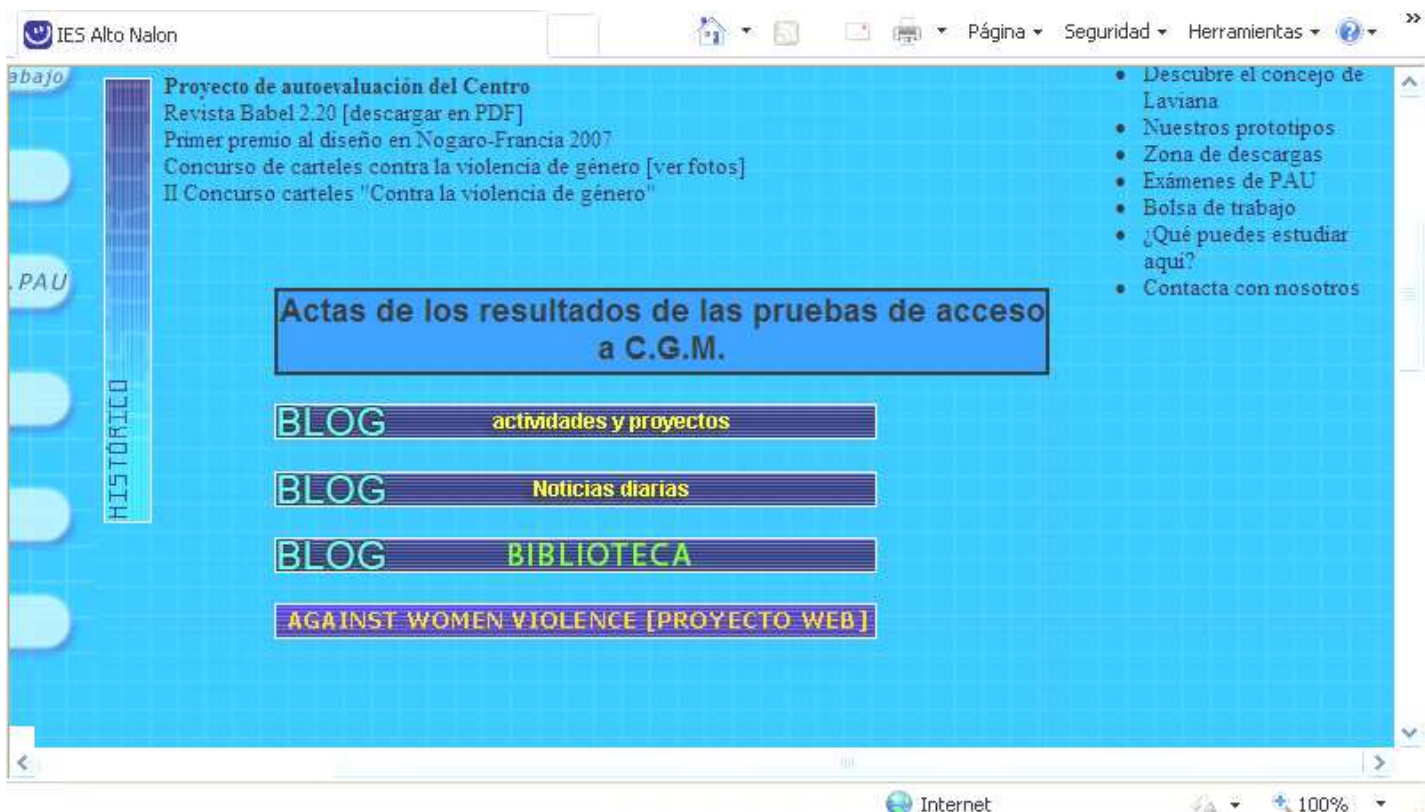 IES Alto Nalon
Página
Seguridad
Herramientas
abajo
.PAU
HISTÓRICO
Proyecto de autoevaluación del Centro
Revista Babel 2.20 [descargar en PDF]
Primer premio al diseño en Nogaro-Francia 2007
Concurso de carteles contra la violencia de género [ver fotos]
II Concurso carteles "Contra la violencia de género"
Actas de los resultados de las pruebas de acceso
a C.G.M.
BLOG actividades y proyectos
BLOG Noticias diarias
BLOG BIBLIOTECA
AGAINST WOMEN VIOLENCE [PROYECTO WEB]
• Descubre el concejo de
Laviana
• Nuestros prototipos
• Zona de descargas
• Exámenes de PAU
• Bolsa de trabajo
• ¿Qué puedes estudiar
aquí?
• Contacta con nosotros
Internet
100%